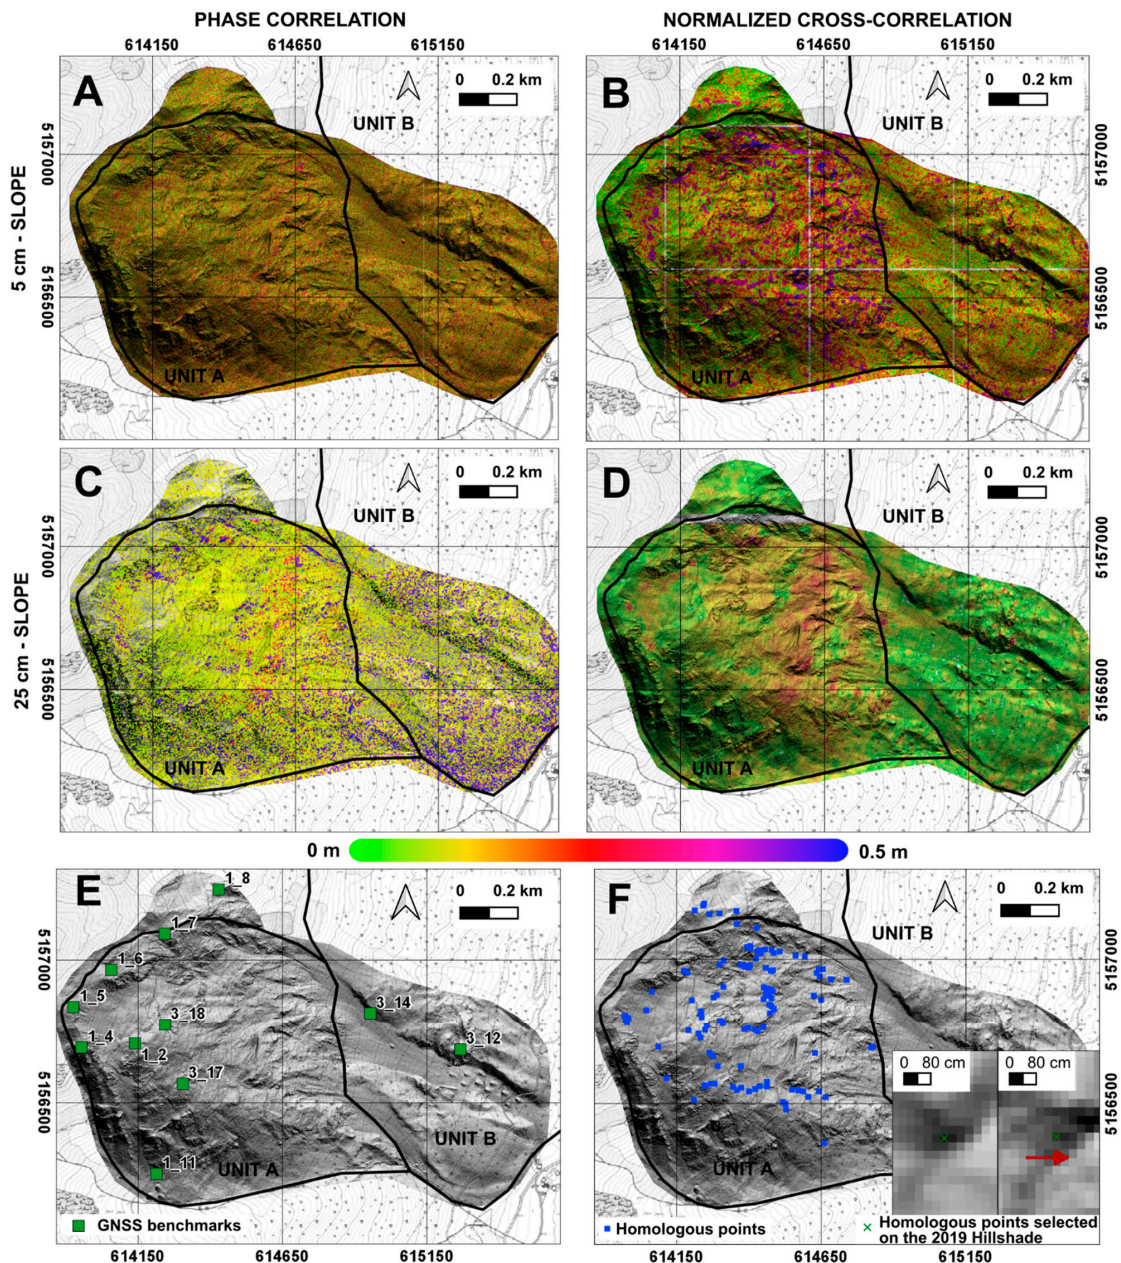 PHASE CORRELATION
NORMALIZED CROSS-CORRELATION
614150 614650 615150
614150 614650 615150
5 cm - SLOPE
5157000
5156500
A
0 0.2 km
UNIT B
UNIT A
B
0 0.2 km
UNIT B
UNIT A
5157000
5156500
25 cm - SLOPE
5157000
5156500
C
0 0.2 km
UNIT B
UNIT A
D
0 0.2 km
UNIT B
UNIT A
0 m
0.5 m
5157000
5156500
E
0 0.2 km
1_8
1_7
1_6
1_5
3_14
3_18
1_4
1_2
3_12
3_17
UNIT B
UNIT A
1_11
GNSS benchmarks
614150 614650 615150
F
0 0.2 km
UNIT B
0 80 cm
0 80 cm
UNIT A
Homologous points
Homologous points selected
on the 2019 Hillshade
5157000
5156500
614150 614650 615150